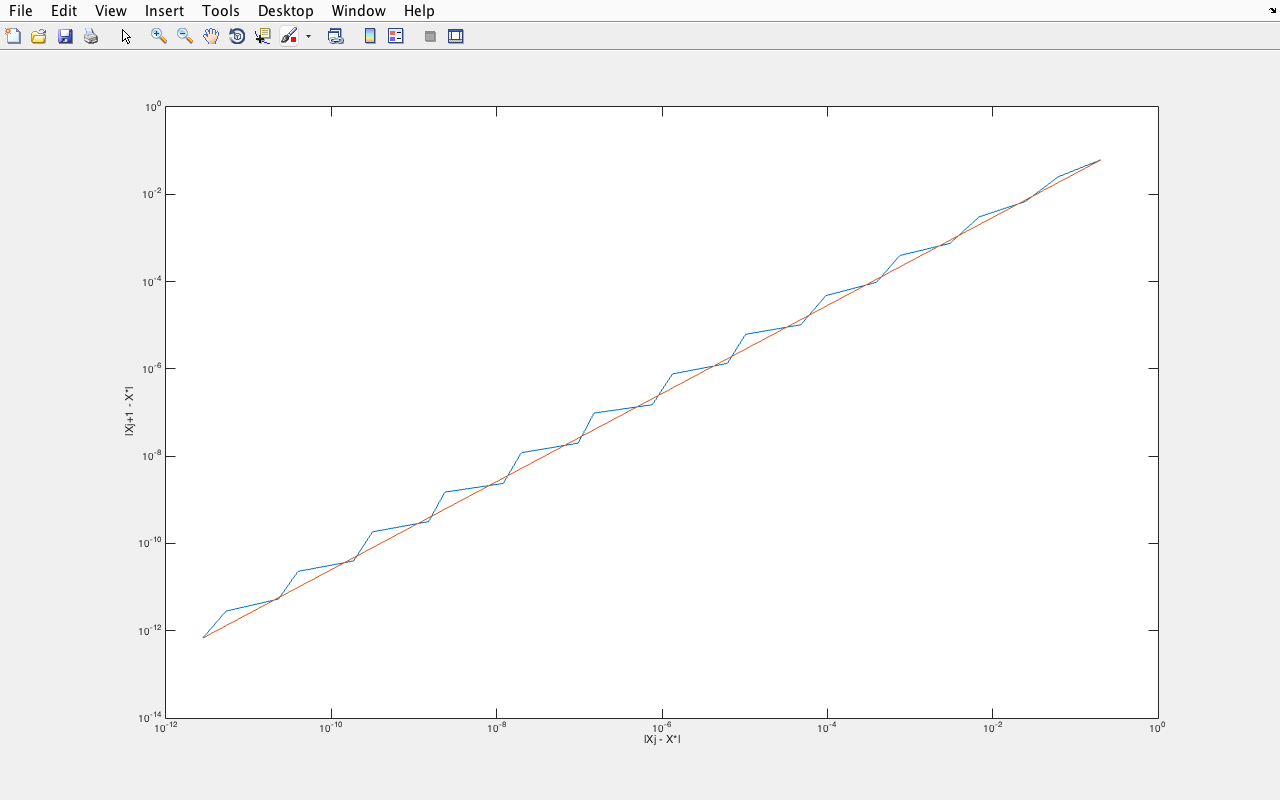 File Edit View Insert Tools Desktop Window Help
10^0
10^-2
10^-4
10^-6
10^-8
10^-10
10^-12
10^-14
|Xj+1 - X*|
10^-12 10^-10 10^-8 10^-6 10^-4 10^-2 10^0
|Xj - X*|